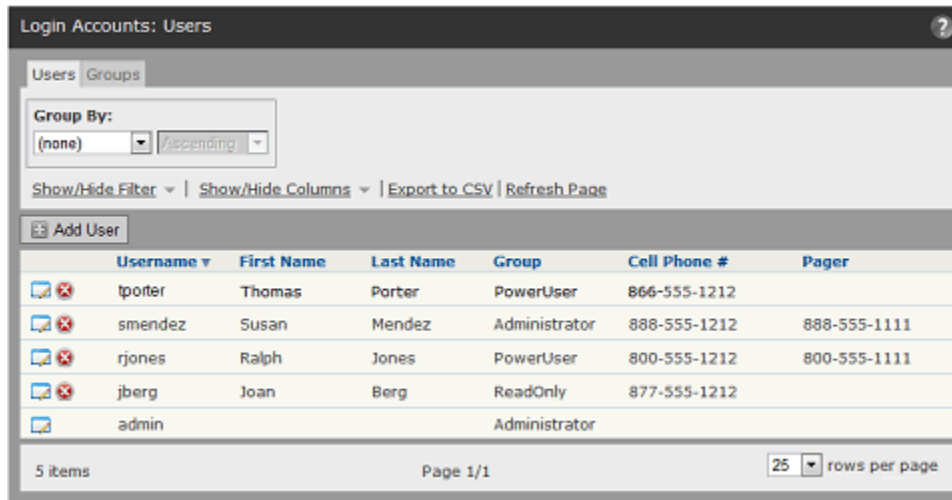 Login Accounts: Users ?
Users Groups
Group By:
(none) Ascending
Show/Hide Filter | Show/Hide Columns | Export to CSV | Refresh Page
Add User
Username First Name Last Name Group Cell Phone # Pager
tporter Thomas Porter PowerUser 866-555-1212
smendez Susan Mendez Administrator 888-555-1212 888-555-1111
rjones Ralph Jones PowerUser 800-555-1212 800-555-1111
jberg Joan Berg ReadOnly 877-555-1212
admin Administrator
5 items Page 1/1 25 rows per page